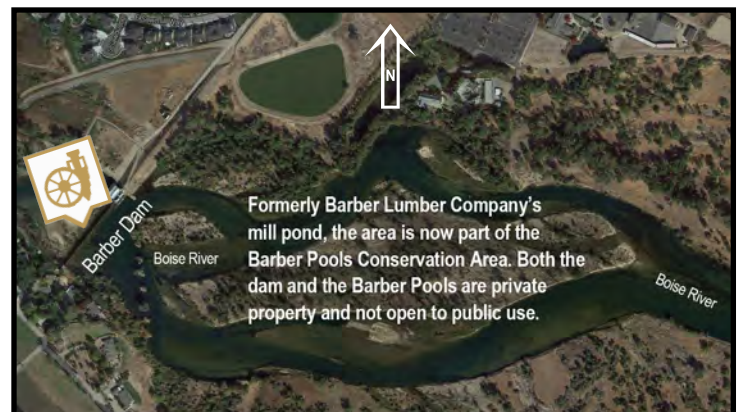 N
Formerly Barber Lumber Company's
mill pond, the area is now part of the
Barber Pools Conservation Area. Both the
dam and the Barber Pools are private
property and not open to public use.
Barber Dam
Boise River
Boise River